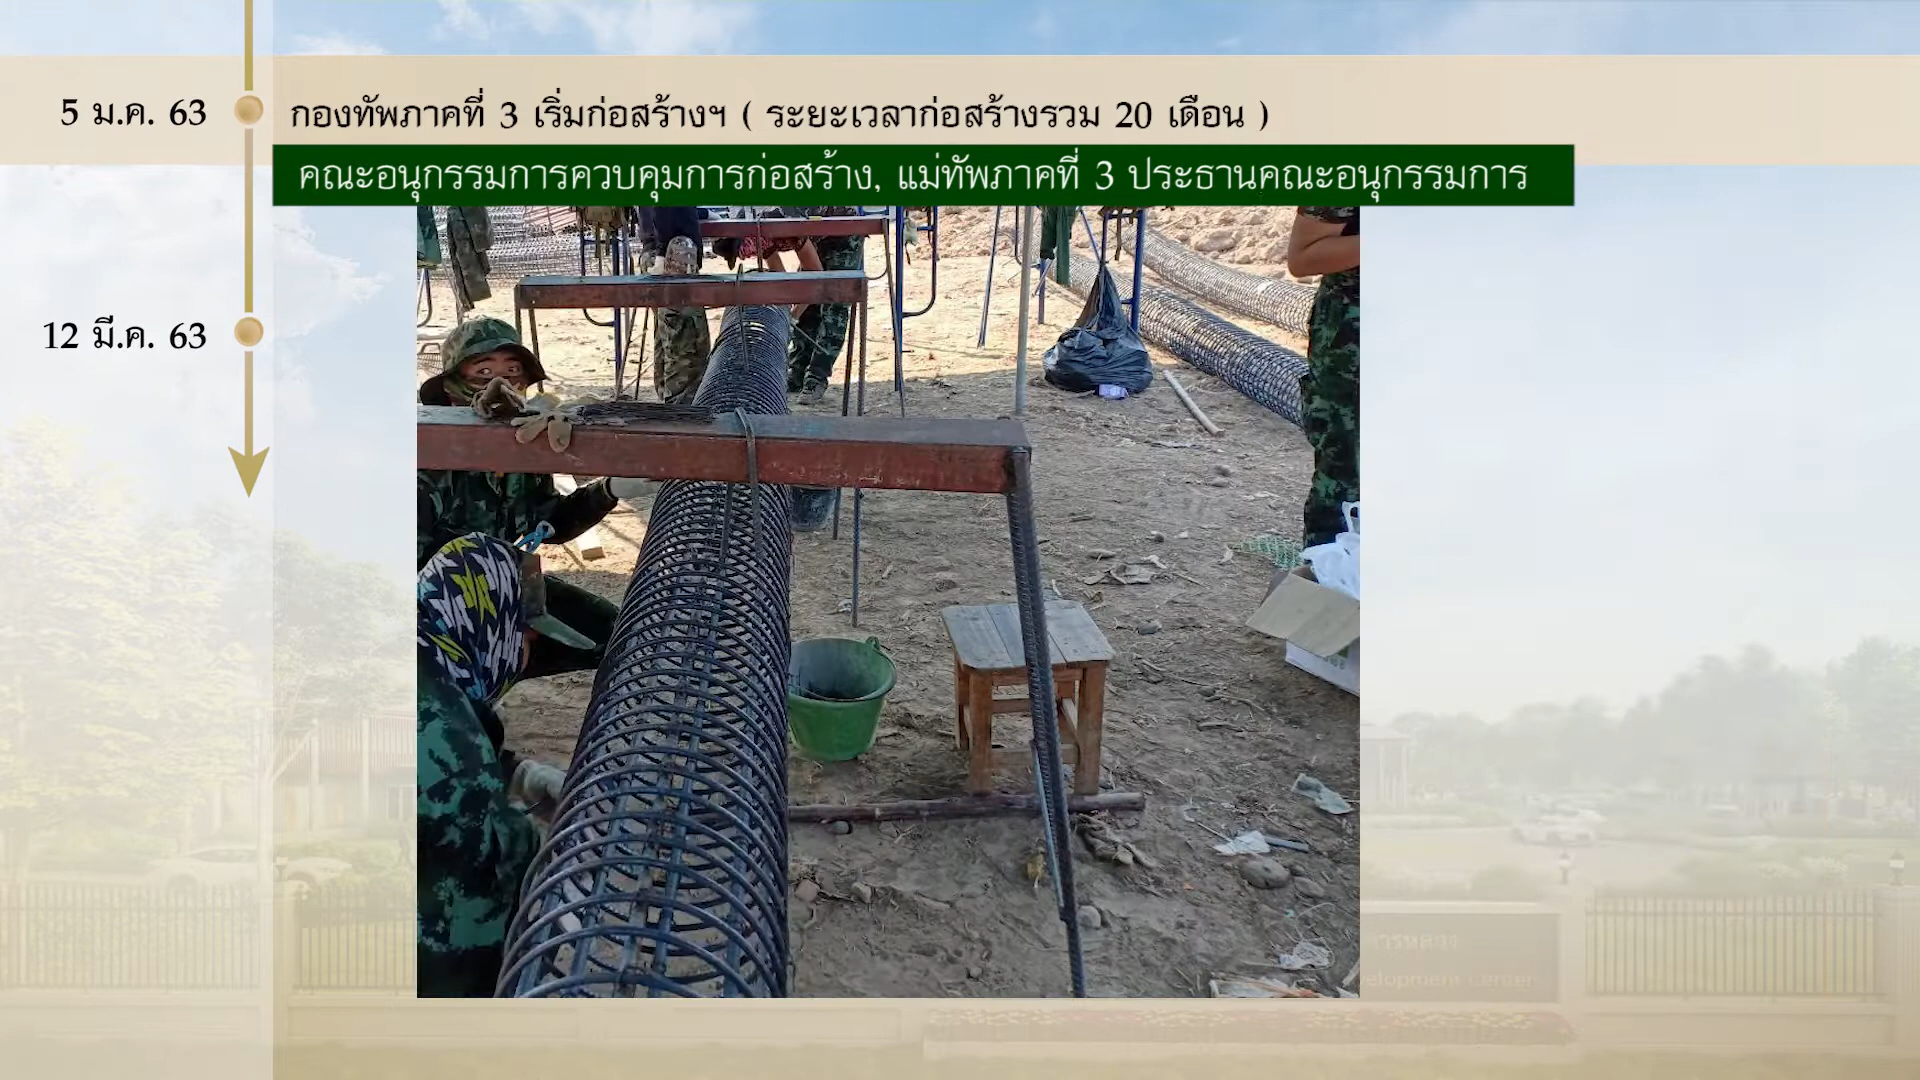 5 ม.ค. 63
กองทัพภาคที่ 3 เริ่มก่อสร้างฯ ( ระยะเวลาก่อสร้างรวม 20 เดือน )
คณะอนุกรรมการควบคุมการก่อสร้าง, แม่ทัพภาคที่ 3 ประธานคณะอนุกรรมการ
12 มี.ค. 63
elopment Center